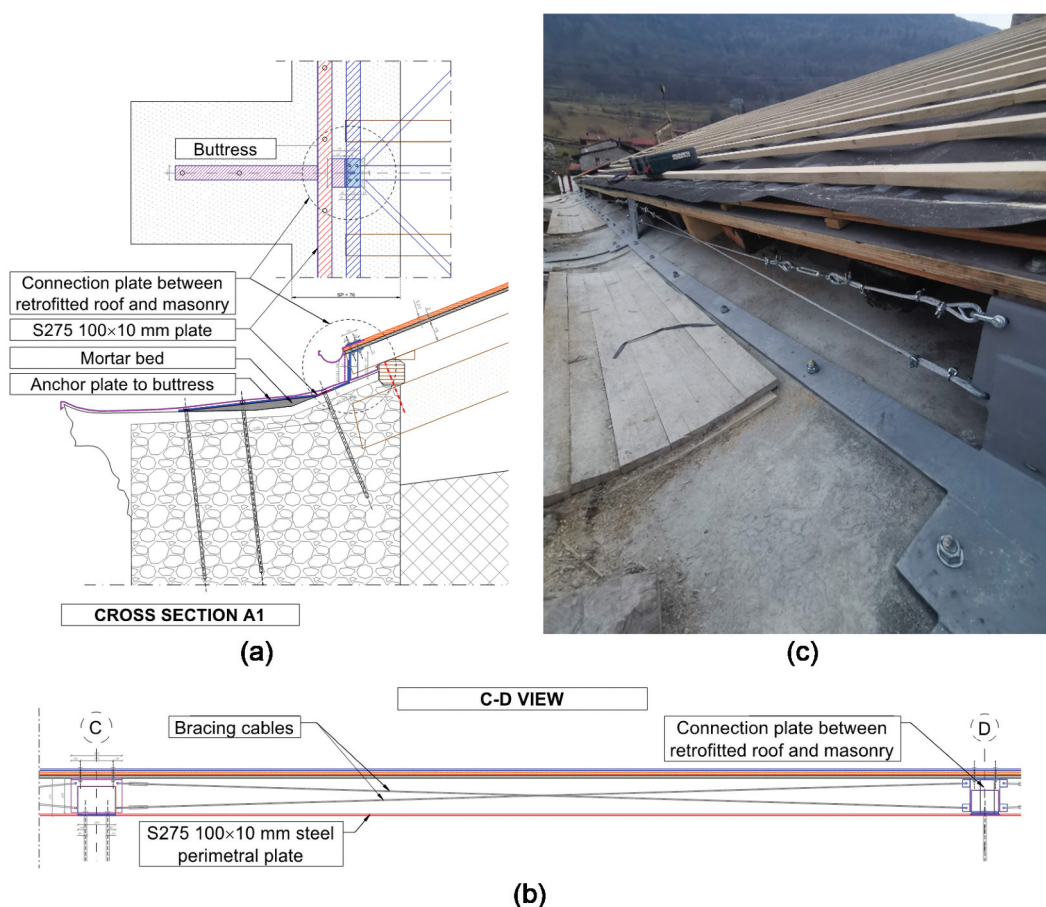 Buttress
Connection plate between
retrofitted roof and masonry
S275 100×10 mm plate
Mortar bed
Anchor plate to buttress
SP = 76
CROSS SECTION A1
(a)
(c)
C-D VIEW
C
Bracing cables
Connection plate between
retrofitted roof and masonry
D
S275 100×10 mm steel
perimetral plate
(b)